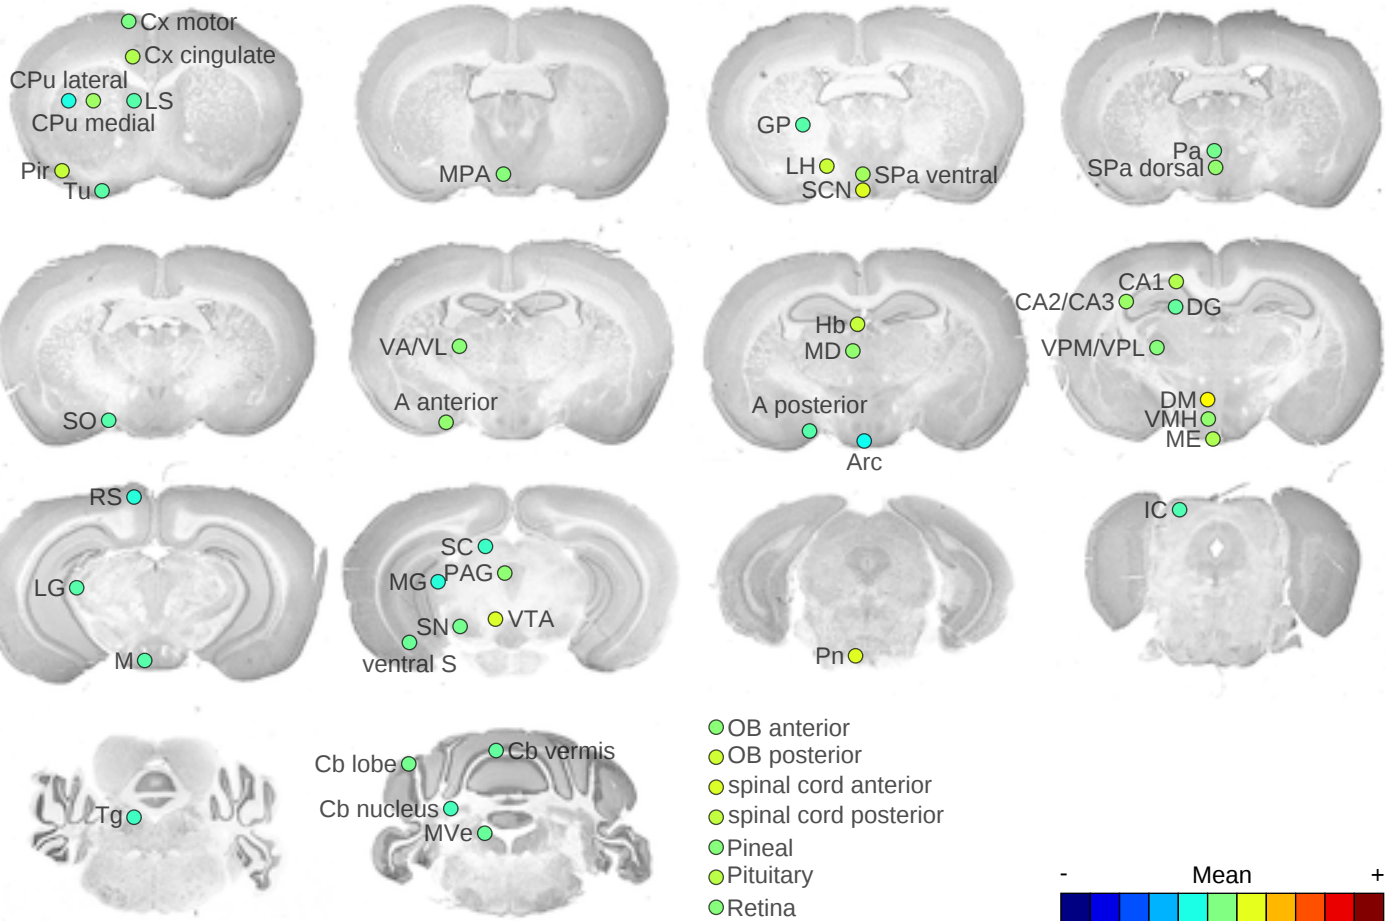 Cx motor
Cx cingulate
CPu lateral
LS
CPu medial
Pir
Tu
MPA
GP
LH
SPa ventral
SCN
Pa
SPa dorsal
SO
VA/VL
A anterior
Hb
MD
A posterior
Arc
CA1
CA2/CA3
DG
VPM/VPL
DM
VMH
ME
RS
LG
M
SC
MG
PAG
SN
VTA
ventral S
Pn
IC
Tg
Cb lobe
Cb vermis
Cb nucleus
MVe
OB anterior
OB posterior
spinal cord anterior
spinal cord posterior
Pineal
Pituitary
Retina
- Mean +